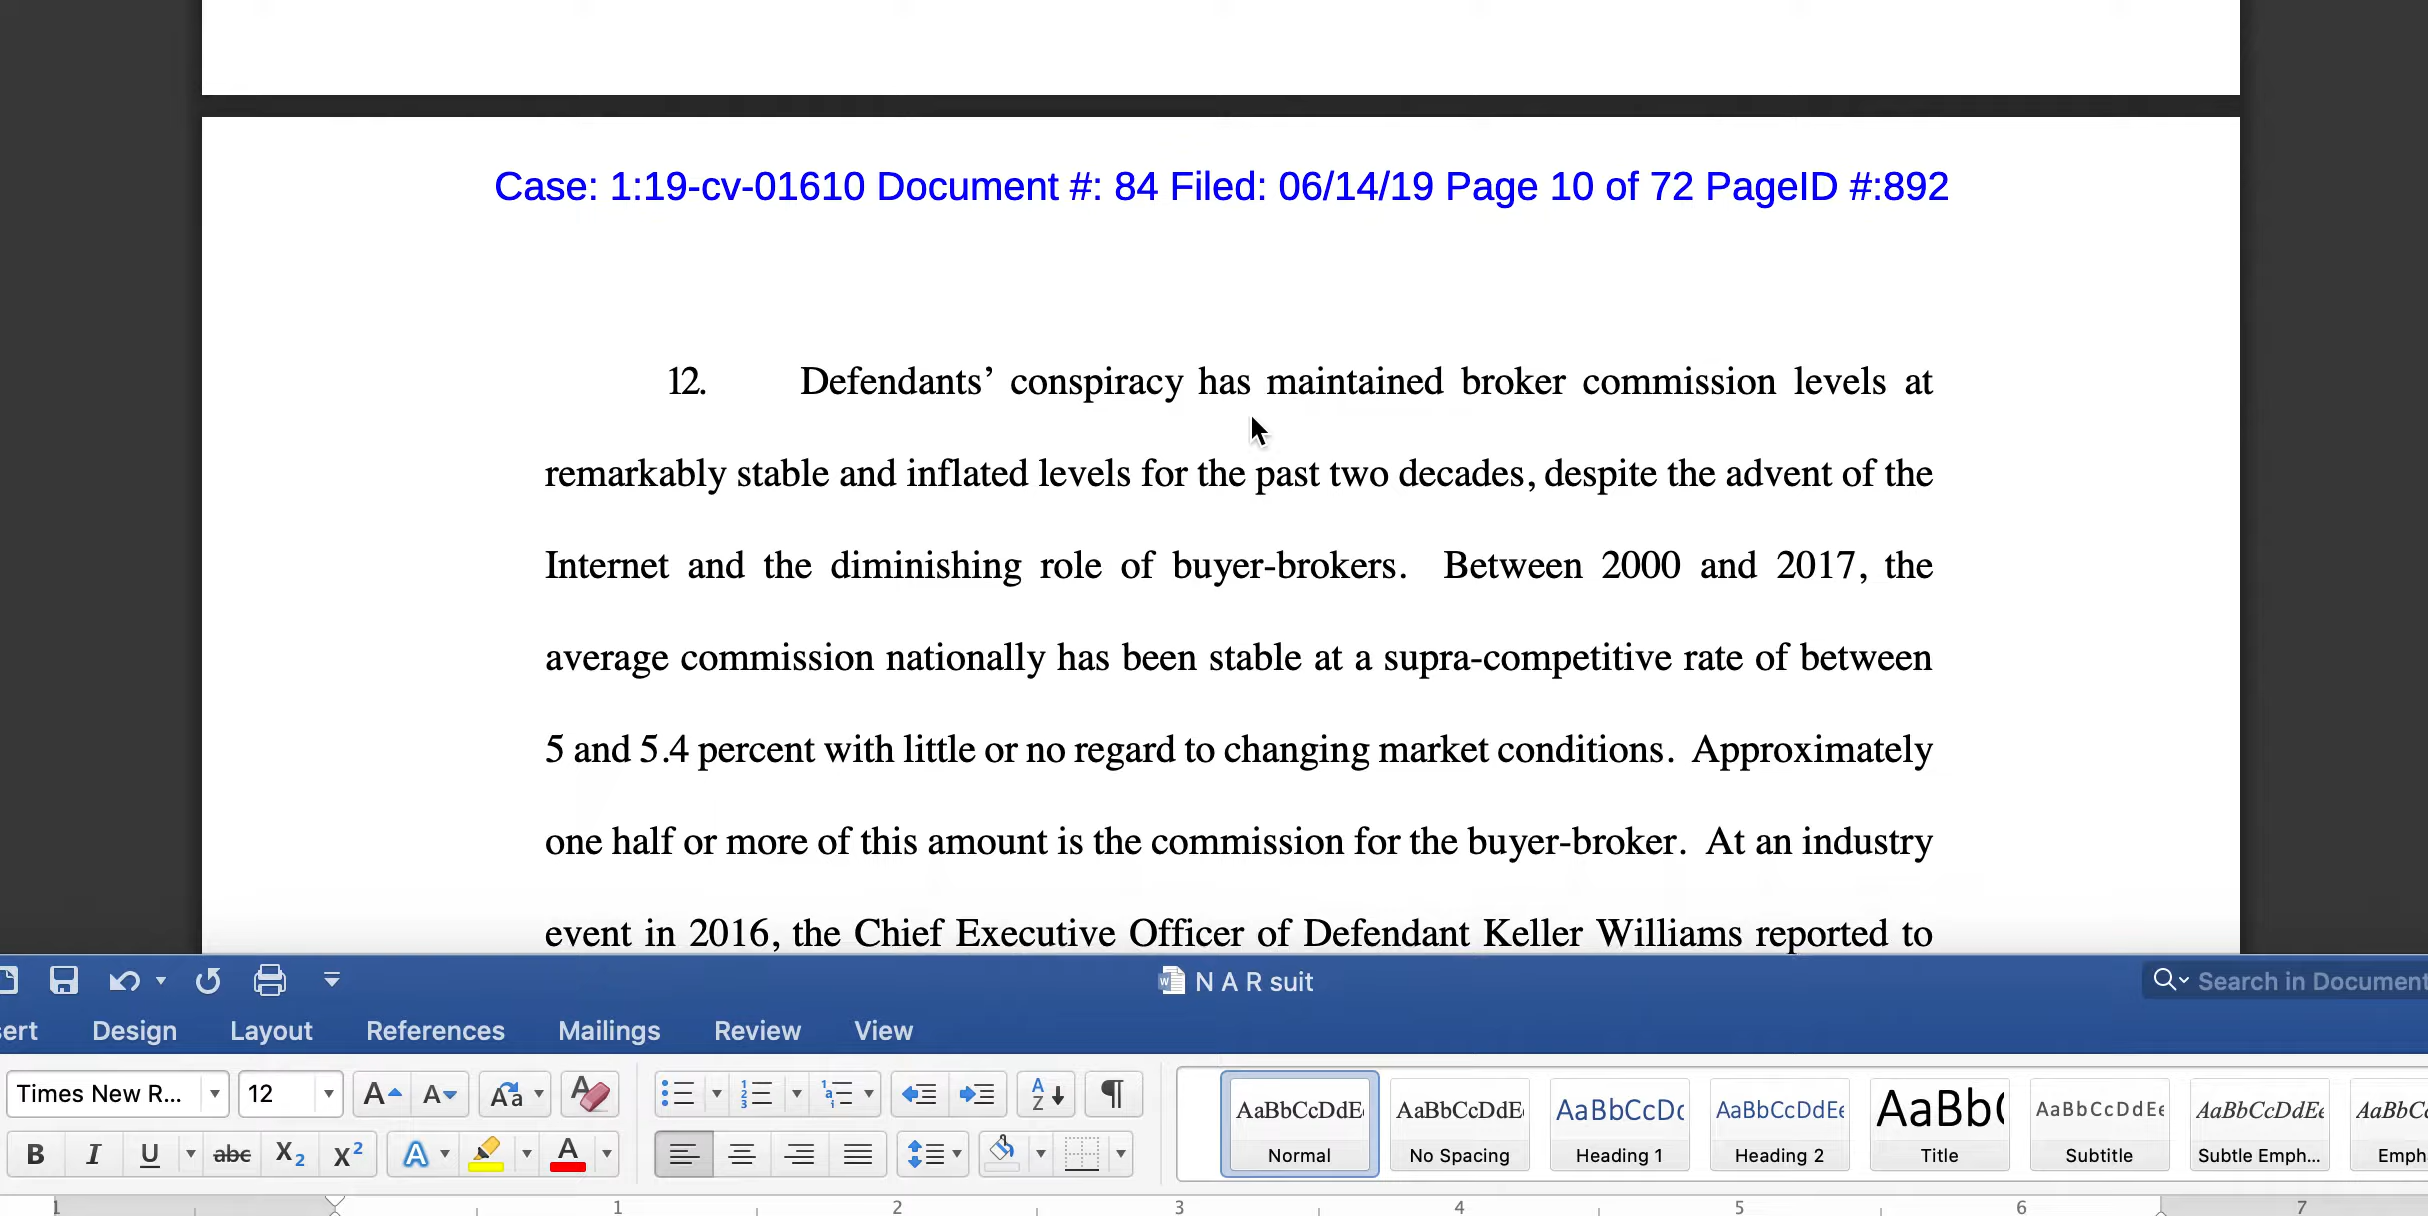 Case: 1:19-cv-01610 Document #: 84 Filed: 06/14/19 Page 10 of 72 PageID #:892
12. Defendants’ conspiracy has maintained broker commission levels at
remarkably stable and inflated levels for the past two decades, despite the advent of the
Internet and the diminishing role of buyer-brokers. Between 2000 and 2017, the
average commission nationally has been stable at a supra-competitive rate of between
5 and 5.4 percent with little or no regard to changing market conditions. Approximately
one half or more of this amount is the commission for the buyer-broker. At an industry
event in 2016, the Chief Executive Officer of Defendant Keller Williams reported to
N A R suit Search in Document
sert Design Layout References Mailings Review View
Times New R... 12 A A Aa A A Z ¶
B I U abc X2 X2 A A
AaBbCcDdE AaBbCcDdE AaBbCcDc AaBbCcDdEe AaBb( AaBbCcDdEe AaBbCcDdEe AaBbC
Normal No Spacing Heading 1 Heading 2 Title Subtitle Subtle Emph... Emph
1 1 2 3 4 5 6 7